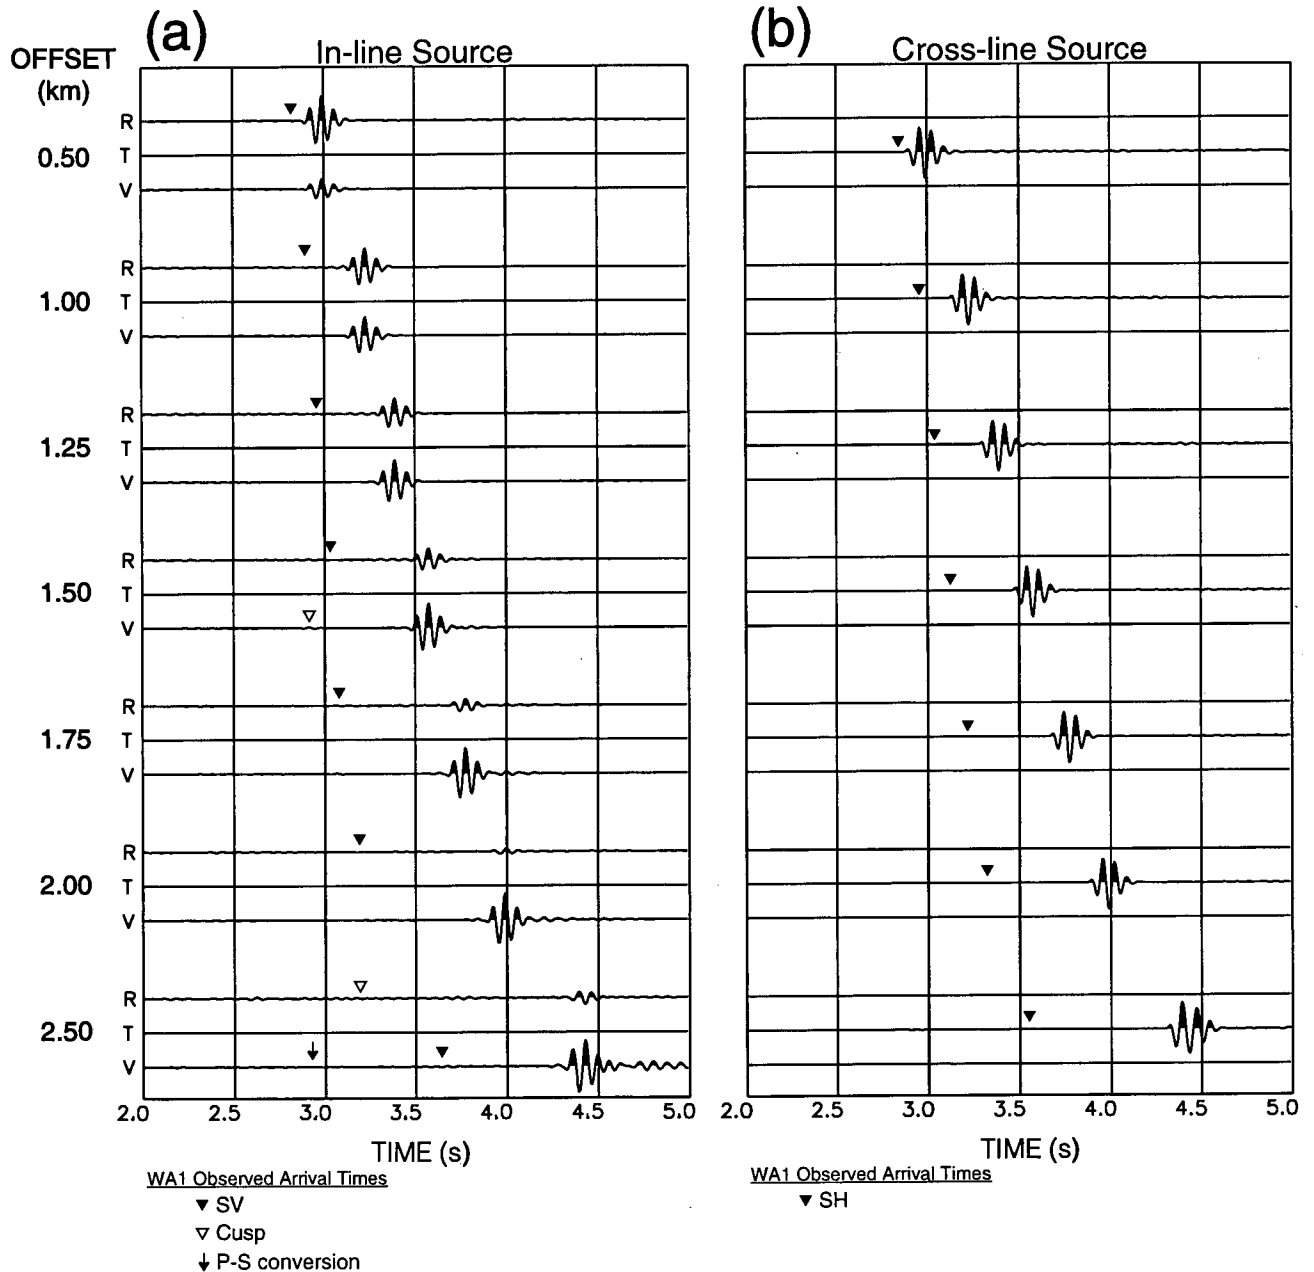 (a)
In-line Source
OFFSET
(km)
R
0.50 T
V
R
1.00 T
V
R
1.25 T
V
R
1.50 T
V
R
1.75 T
V
R
2.00 T
V
R
2.50 T
V
2.0 2.5 3.0 3.5 4.0 4.5 5.0
TIME (s)
WA1 Observed Arrival Times
SV
Cusp
P-S conversion
(b)
Cross-line Source
2.0 2.5 3.0 3.5 4.0 4.5 5.0
TIME (s)
WA1 Observed Arrival Times
SH